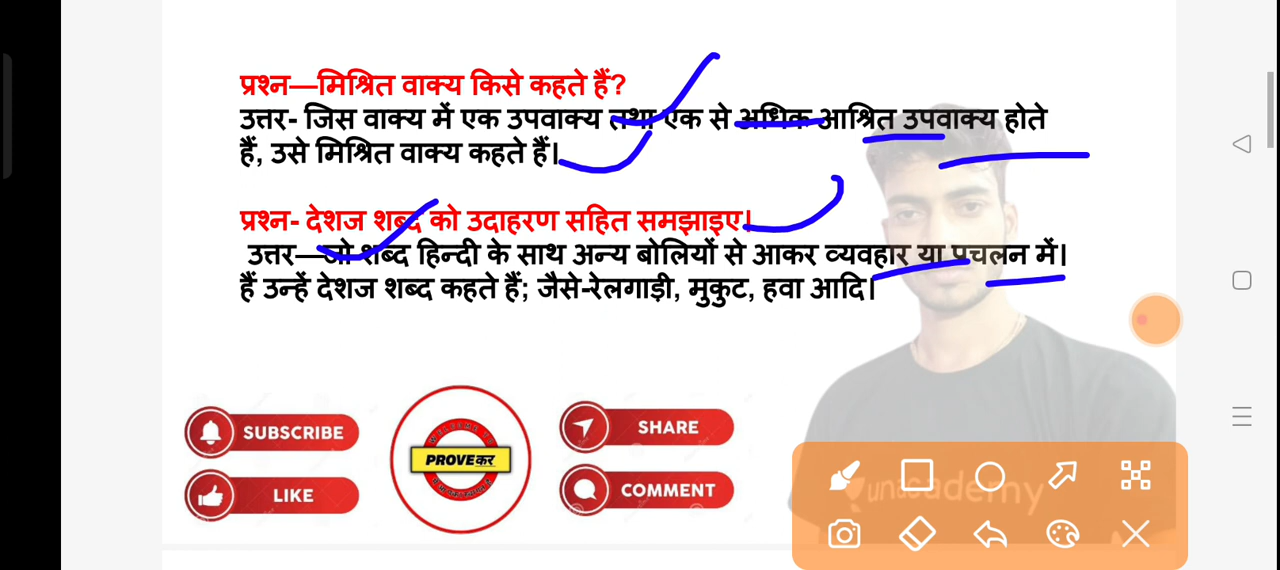 प्रश्न—मिश्रित वाक्य किसे कहते हैं?
उत्तर- जिस वाक्य में एक उपवाक्य तथा एक से अधिक आश्रित उपवाक्य होते
हैं, उसे मिश्रित वाक्य कहते हैं।
प्रश्न- देशज शब्द को उदाहरण सहित समझाइए।
उत्तर—जो शब्द हिन्दी के साथ अन्य बोलियों से आकर व्यवहार या प्रचलन में।
हैं उन्हें देशज शब्द कहते हैं; जैसे-रेलगाड़ी, मुकुट, हवा आदि।
SUBSCRIBE
SHARE
PROVEकर
LIKE
COMMENT
unacademy